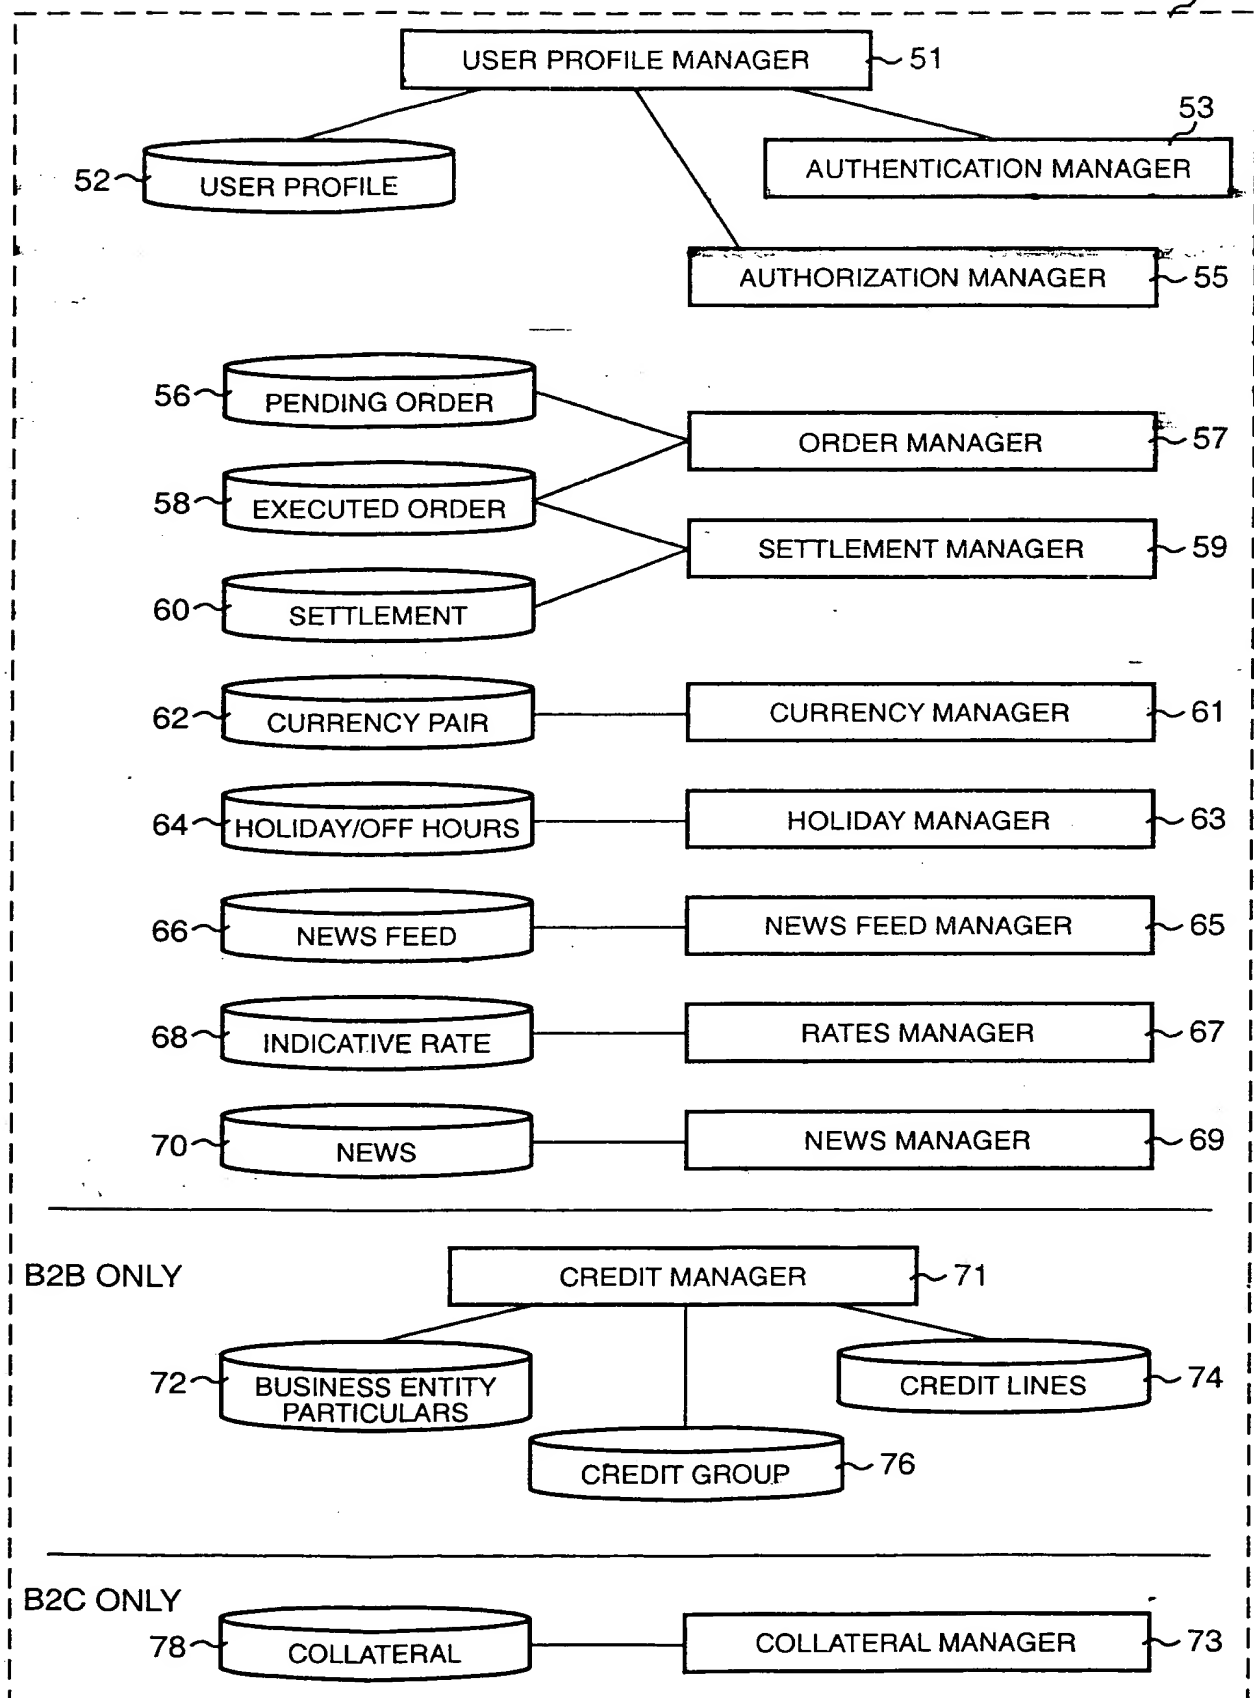 USER PROFILE MANAGER 51
53
52 USER PROFILE
AUTHENTICATION MANAGER
AUTHORIZATION MANAGER 55
56 PENDING ORDER
ORDER MANAGER 57
58 EXECUTED ORDER
SETTLEMENT MANAGER 59
60 SETTLEMENT
62 CURRENCY PAIR
CURRENCY MANAGER 61
64 HOLIDAY/OFF HOURS
HOLIDAY MANAGER 63
66 NEWS FEED
NEWS FEED MANAGER 65
68 INDICATIVE RATE
RATES MANAGER 67
70 NEWS
NEWS MANAGER 69
B2B ONLY
CREDIT MANAGER 71
72 BUSINESS ENTITY
PARTICULARS
CREDIT LINES 74
CREDIT GROUP 76
B2C ONLY
78 COLLATERAL
COLLATERAL MANAGER 73